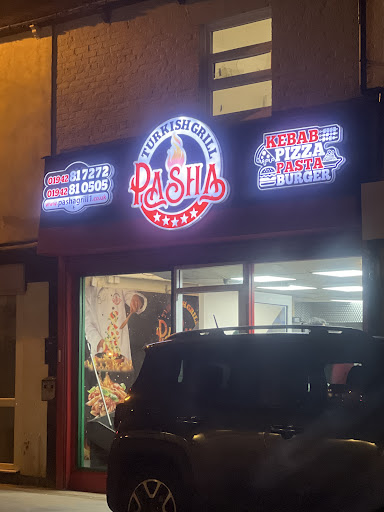 01942 817272
01942 810505
www.pashagrill.co.uk
TURKISH GRILL
PASHA
KEBAB
PIZZA
PASTA
BURGER